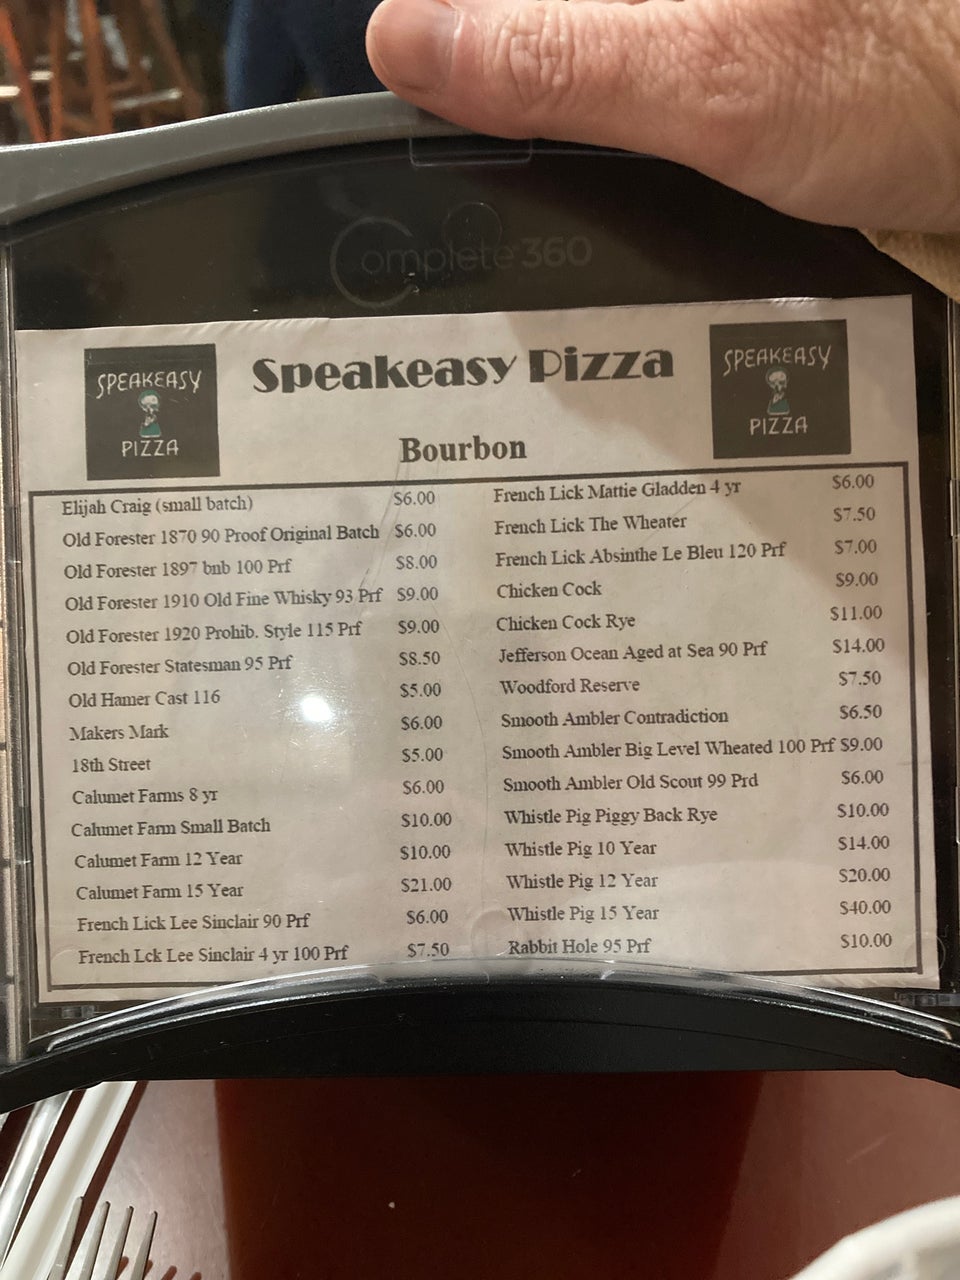 Complete 360
SPEAKEASY
PIZZA
Speakeasy Pizza
SPEAKEASY
PIZZA
Bourbon
Elijah Craig (small batch) $6.00
Old Forester 1870 90 Proof Original Batch $6.00
Old Forester 1897 bnb 100 Prf $8.00
Old Forester 1910 Old Fine Whisky 93 Prf $9.00
Old Forester 1920 Prohib. Style 115 Prf $9.00
Old Forester Statesman 95 Prf $8.50
Old Hamer Cast 116 $5.00
Makers Mark $6.00
18th Street $5.00
Calumet Farms 8 yr $6.00
Calumet Farm Small Batch $10.00
Calumet Farm 12 Year $10.00
Calumet Farm 15 Year $21.00
French Lick Lee Sinclair 90 Prf $6.00
French Lck Lee Sinclair 4 yr 100 Prf $7.50
French Lick Mattie Gladden 4 yr $6.00
French Lick The Wheater $7.50
French Lick Absinthe Le Bleu 120 Prf $7.00
Chicken Cock $9.00
Chicken Cock Rye $11.00
Jefferson Ocean Aged at Sea 90 Prf $14.00
Woodford Reserve $7.50
Smooth Ambler Contradiction $6.50
Smooth Ambler Big Level Wheated 100 Prf $9.00
Smooth Ambler Old Scout 99 Prd $6.00
Whistle Pig Piggy Back Rye $10.00
Whistle Pig 10 Year $14.00
Whistle Pig 12 Year $20.00
Whistle Pig 15 Year $40.00
Rabbit Hole 95 Prf $10.00